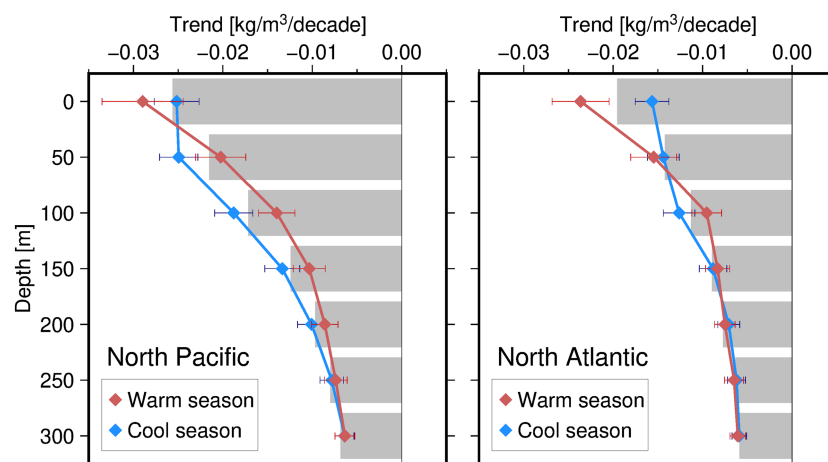 Trend [kg/m³/decade]
−0.03 −0.02 −0.01 0.00
Trend [kg/m³/decade]
−0.03 −0.02 −0.01 0.00
Depth [m]
0
50
100
150
200
250
300
North Pacific
Warm season
Cool season
North Atlantic
Warm season
Cool season